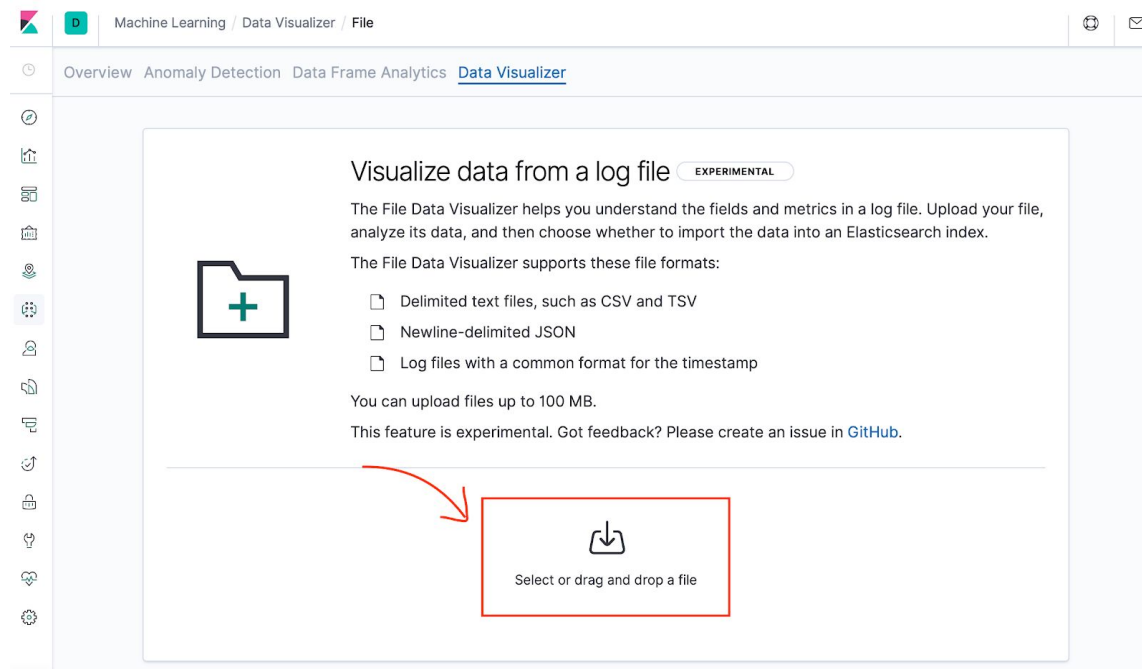 D Machine Learning / Data Visualizer / File
Overview Anomaly Detection Data Frame Analytics Data Visualizer
Visualize data from a log file EXPERIMENTAL
The File Data Visualizer helps you understand the fields and metrics in a log file. Upload your file,
analyze its data, and then choose whether to import the data into an Elasticsearch index.
The File Data Visualizer supports these file formats:
Delimited text files, such as CSV and TSV
Newline-delimited JSON
Log files with a common format for the timestamp
You can upload files up to 100 MB.
This feature is experimental. Got feedback? Please create an issue in GitHub.
Select or drag and drop a file